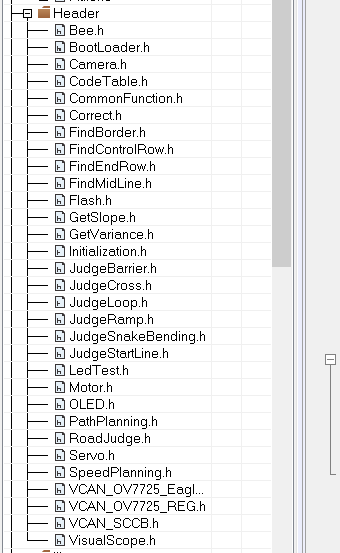 Header
Bee.h
BootLoader.h
Camera.h
CodeTable.h
CommonFunction.h
Correct.h
FindBorder.h
FindControlRow.h
FindEndRow.h
FindMidLine.h
Flash.h
GetSlope.h
GetVariance.h
Initialization.h
JudgeBarrier.h
JudgeCross.h
JudgeLoop.h
JudgeRamp.h
JudgeSnakeBending.h
JudgeStartLine.h
LedTest.h
Motor.h
OLED.h
PathPlanning.h
RoadJudge.h
Servo.h
SpeedPlanning.h
VCAN_OV7725_Eagl...
VCAN_OV7725_REG.h
VCAN_SCCB.h
VisualScope.h